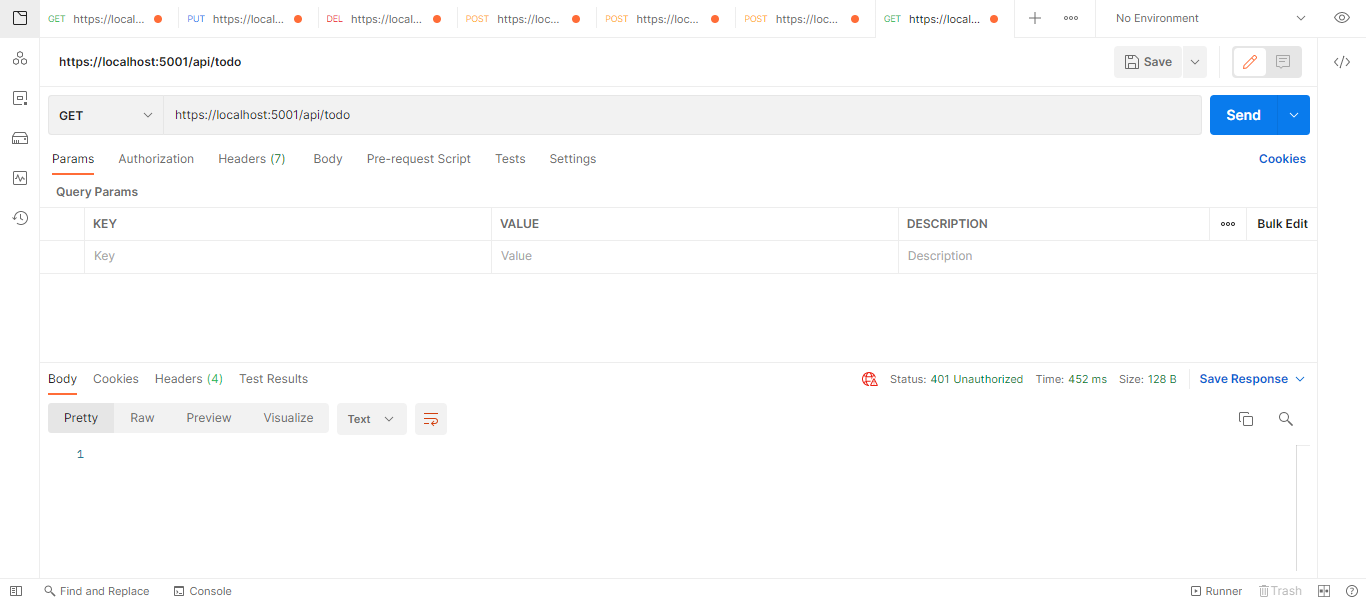 GET https://local... PUT https://local... DEL https://local... POST https://loc... POST https://loc... POST https://loc... GET https://local... No Environment
https://localhost:5001/api/todo Save
GET https://localhost:5001/api/todo Send
Params Authorization Headers (7) Body Pre-request Script Tests Settings Cookies
Query Params
KEY VALUE DESCRIPTION Bulk Edit
Key Value Description
Body Cookies Headers (4) Test Results Status: 401 Unauthorized Time: 452 ms Size: 128 B Save Response
Pretty Raw Preview Visualize Text
1
Find and Replace Console Runner Trash